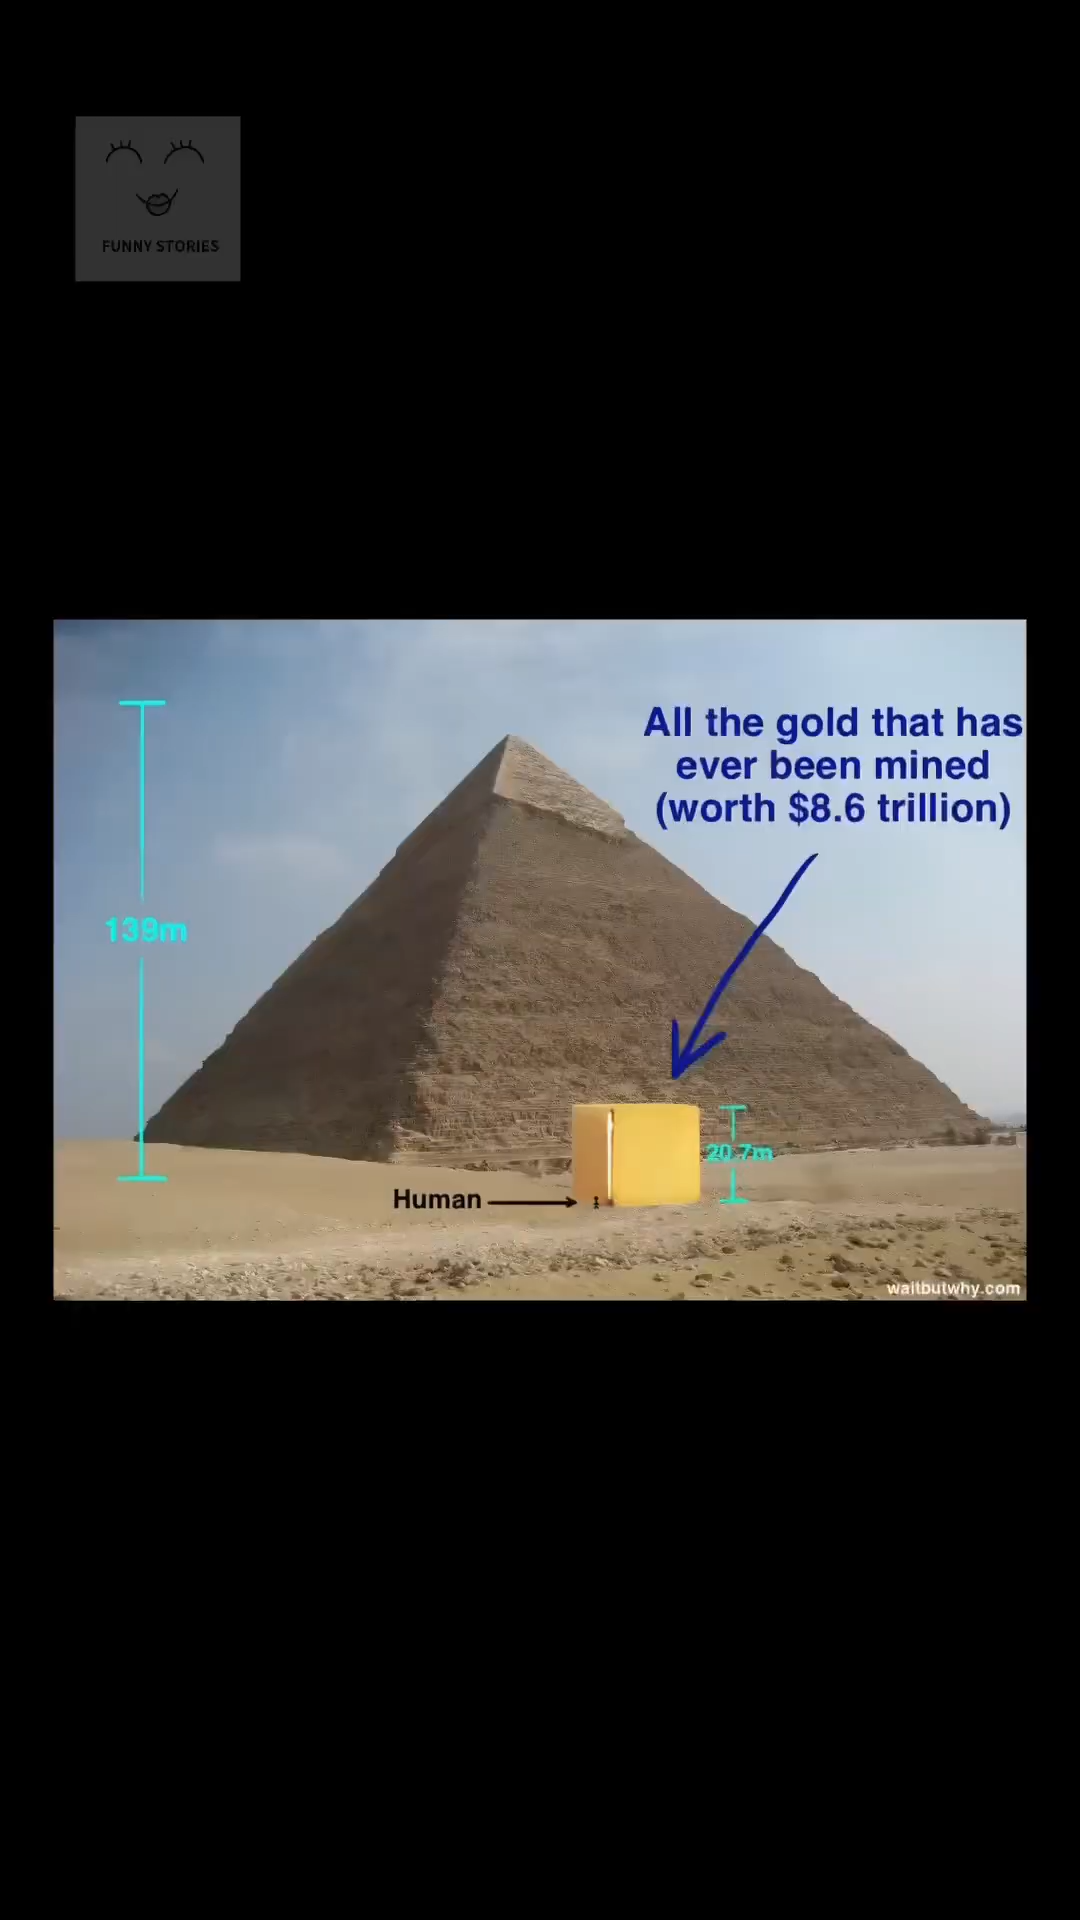 FUNNY STORIES
All the gold that has
ever been mined
(worth $8.6 trillion)
139m
20.7m
Human
waitbutwhy.com